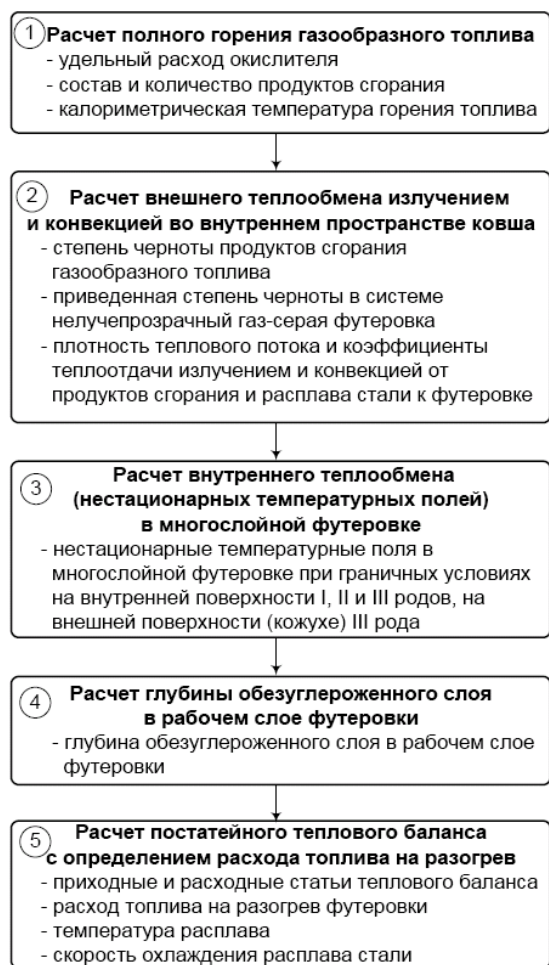 1 Расчет полного горения газообразного топлива
- удельный расход окислителя
- состав и количество продуктов сгорания
- калориметрическая температура горения топлива
2 Расчет внешнего теплообмена излучением
и конвекцией во внутреннем пространстве ковша
- степень черноты продуктов сгорания
газообразного топлива
- приведенная степень черноты в системе
нелучепрозрачный газ-серая футеровка
- плотность теплового потока и коэффициенты
теплоотдачи излучением и конвекцией от
продуктов сгорания и расплава стали к футеровке
3 Расчет внутреннего теплообмена
(нестационарных температурных полей)
в многослойной футеровке
- нестационарные температурные поля в
многослойной футеровке при граничных условиях
на внутренней поверхности I, II и III родов, на
внешней поверхности (кожухе) III рода
4 Расчет глубины обезуглероженного слоя
в рабочем слое футеровки
- глубина обезуглероженного слоя в рабочем слое
футеровки
5 Расчет постатейного теплового баланса
с определением расхода топлива на разогрев
- приходные и расходные статьи теплового баланса
- расход топлива на разогрев футеровки
- температура расплава
- скорость охлаждения расплава стали